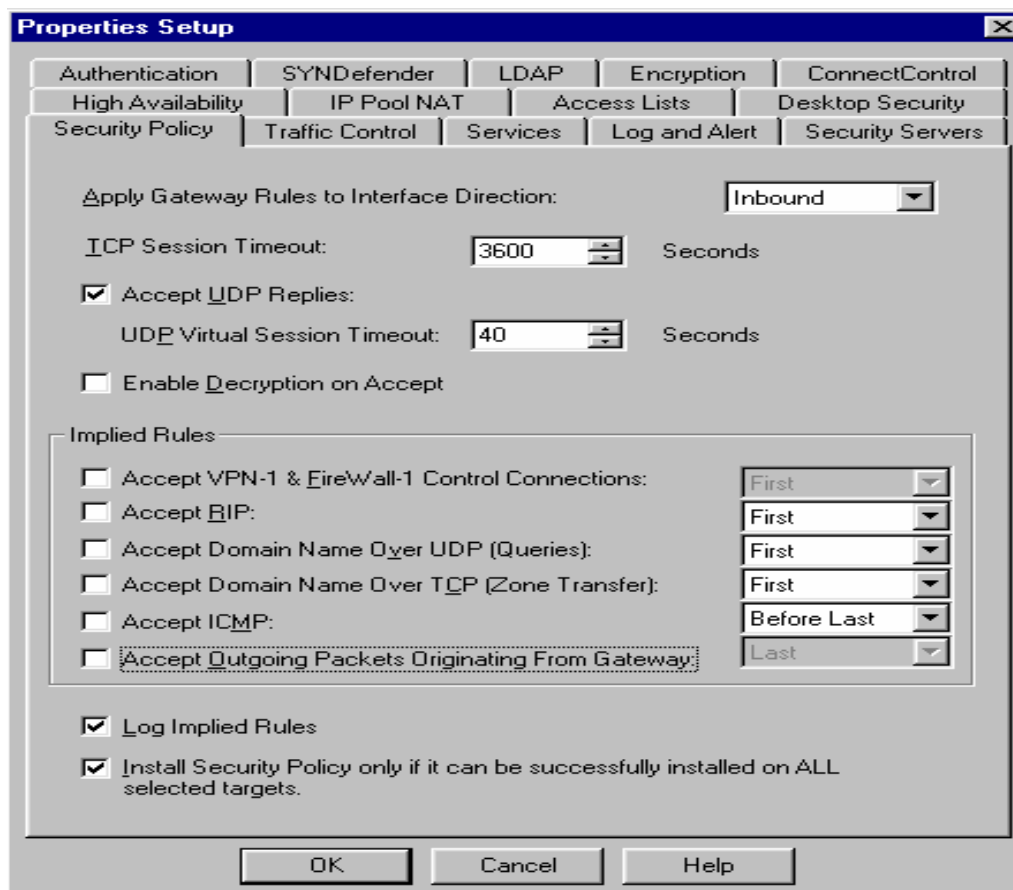 Properties Setup
Authentication SYNDefender LDAP Encryption ConnectControl
High Availability IP Pool NAT Access Lists Desktop Security
Security Policy Traffic Control Services Log and Alert Security Servers
Apply Gateway Rules to Interface Direction: Inbound
TCP Session Timeout: 3600 Seconds
Accept UDP Replies:
UDP Virtual Session Timeout: 40 Seconds
Enable Decryption on Accept
Implied Rules
Accept VPN-1 & FireWall-1 Control Connections: First
Accept RIP: First
Accept Domain Name Over UDP (Queries): First
Accept Domain Name Over TCP (Zone Transfer): First
Accept ICMP: Before Last
Accept Outgoing Packets Originating From Gateway: Last
Log Implied Rules
Install Security Policy only if it can be successfully installed on ALL
selected targets.
OK Cancel Help